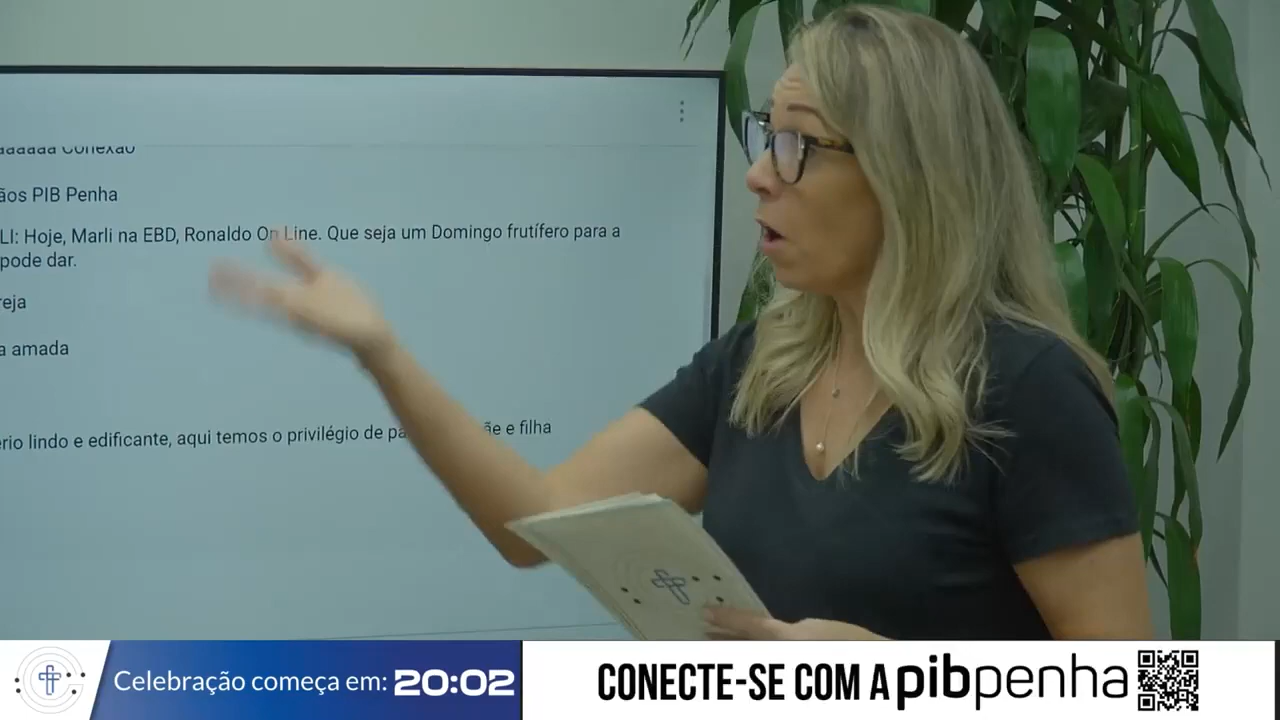 Conexão
ãos PIB Penha
LI: Hoje, Marli na EBD, Ronaldo On Line. Que seja um Domingo frutífero para a
pode dar.
reja
a amada
rio lindo e edificante, aqui temos o privilégio de pa e e filha
Celebração começa em: 20:02
CONECTE-SE COM A pibpenha